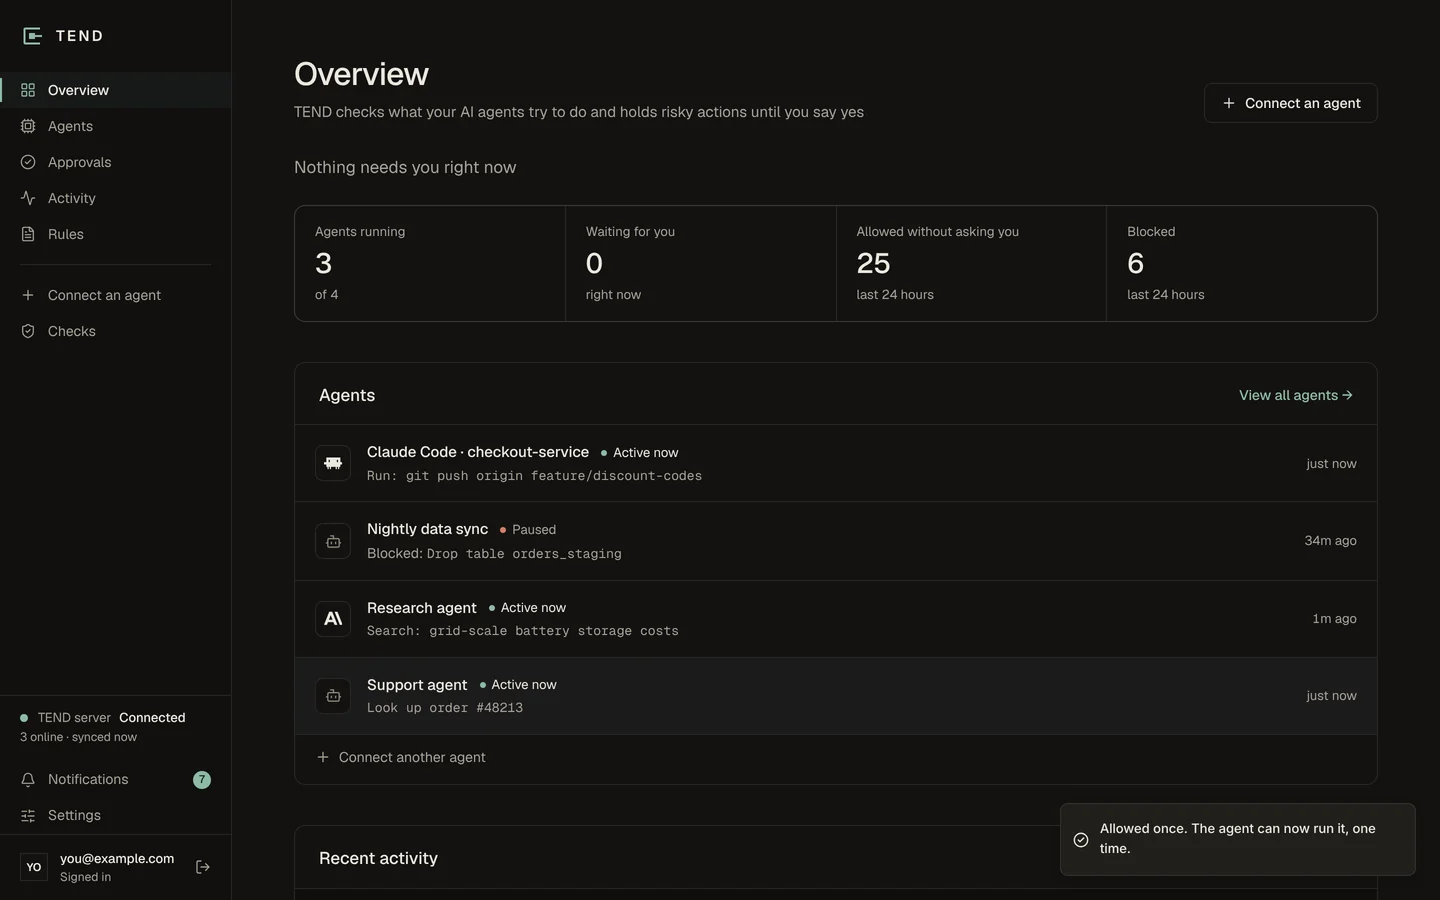 TEND
Overview
Agents
Approvals
Activity
Rules
Connect an agent
Checks
TEND server Connected
3 online · synced now
Notifications 7
Settings
YO
you@example.com
Signed in
Overview
TEND checks what your AI agents try to do and holds risky actions until you say yes
Connect an agent
Nothing needs you right now
Agents running
3
of 4
Waiting for you
0
right now
Allowed without asking you
25
last 24 hours
Blocked
6
last 24 hours
Agents
View all agents →
Claude Code · checkout-service Active now
Run: git push origin feature/discount-codes
just now
Nightly data sync Paused
Blocked: Drop table orders_staging
34m ago
Research agent Active now
Search: grid-scale battery storage costs
1m ago
Support agent Active now
Look up order #48213
just now
Connect another agent
Recent activity
Allowed once. The agent can now run it, one
time.